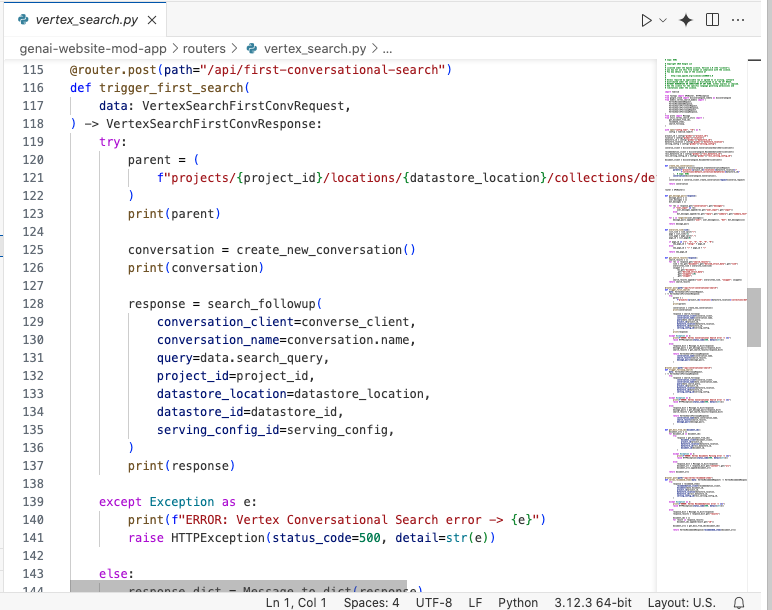 vertex_search.py
genai-website-mod-app > routers > vertex_search.py > ...
115 @router.post(path="/api/first-conversational-search")
116 def trigger_first_search(
117     data: VertexSearchFirstConvRequest,
118 ) -> VertexSearchFirstConvResponse:
119     try:
120         parent = (
121             f"projects/{project_id}/locations/{datastore_location}/collections/de
122         )
123         print(parent)
124
125         conversation = create_new_conversation()
126         print(conversation)
127
128         response = search_followup(
129             conversation_client=converse_client,
130             conversation_name=conversation.name,
131             query=data.search_query,
132             project_id=project_id,
133             datastore_location=datastore_location,
134             datastore_id=datastore_id,
135             serving_config_id=serving_config,
136         )
137         print(response)
138
139     except Exception as e:
140         print(f"ERROR: Vertex Conversational Search error -> {e}")
141         raise HTTPException(status_code=500, detail=str(e))
142
143     else:
144         response_dict = Message.to_dict(response)
Ln 1, Col 1 Spaces: 4 UTF-8 LF Python 3.12.3 64-bit Layout: U.S.